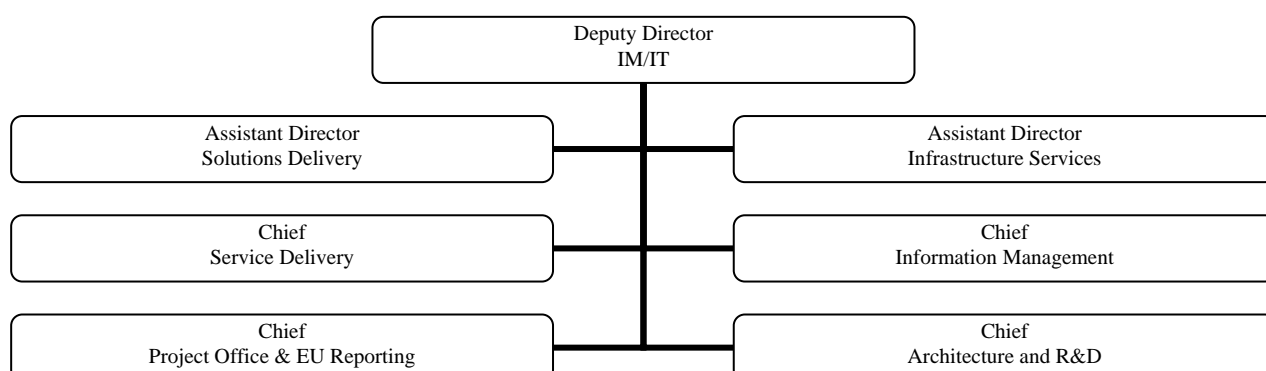 Deputy Director
IM/IT
Assistant Director
Solutions Delivery
Assistant Director
Infrastructure Services
Chief
Service Delivery
Chief
Information Management
Chief
Project Office & EU Reporting
Chief
Architecture and R&D